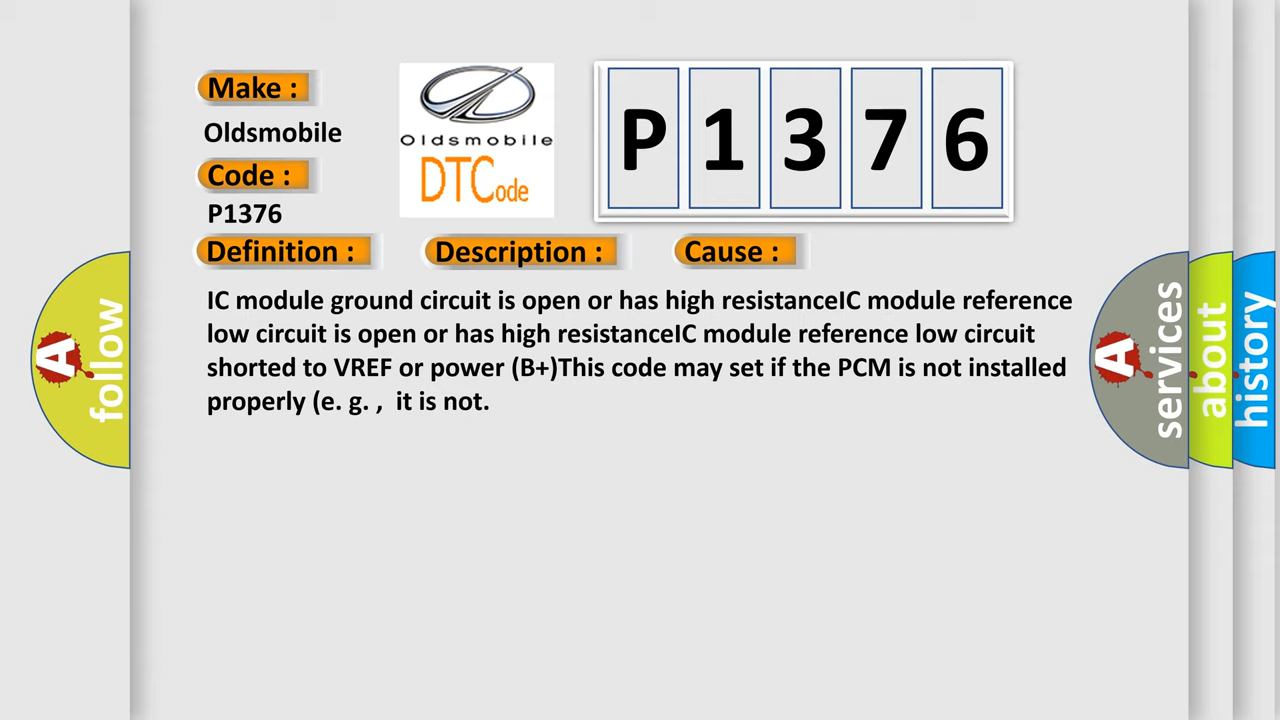 Make :
Oldsmobile
Code :
P1376
Oldsmobile
DTCode
P 1 3 7 6
Definition :
Description :
Cause :
IC module ground circuit is open or has high resistanceIC module reference
low circuit is open or has high resistanceIC module reference low circuit
shorted to VREF or power (B+)This code may set if the PCM is not installed
properly (e. g. , it is not.
A
follow
A
services
about
history